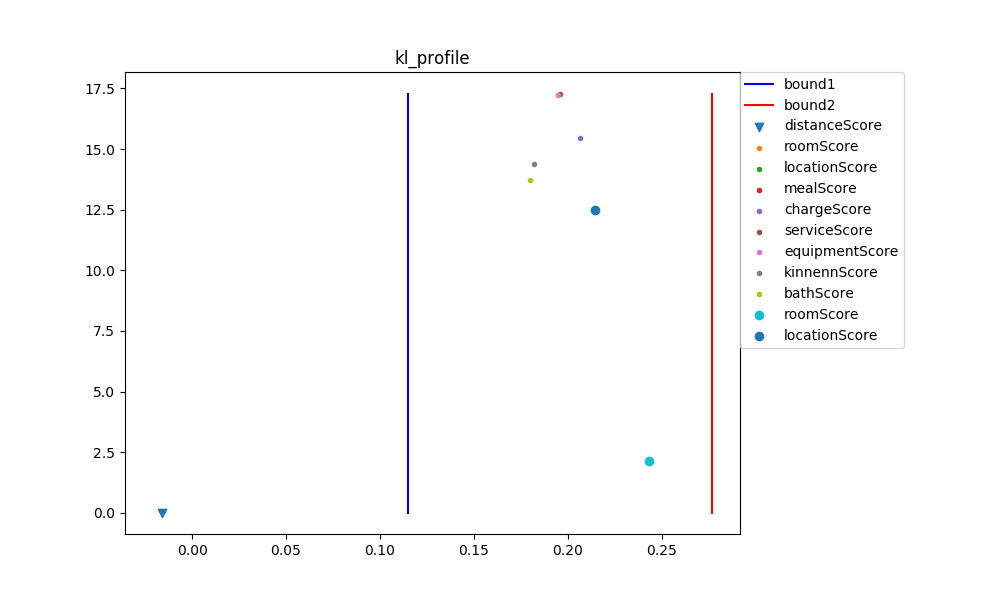 kl_profile
17.5
15.0
12.5
10.0
7.5
5.0
2.5
0.0
0.00 0.05 0.10 0.15 0.20 0.25
bound1
bound2
distanceScore
roomScore
locationScore
mealScore
chargeScore
serviceScore
equipmentScore
kinnennScore
bathScore
roomScore
locationScore